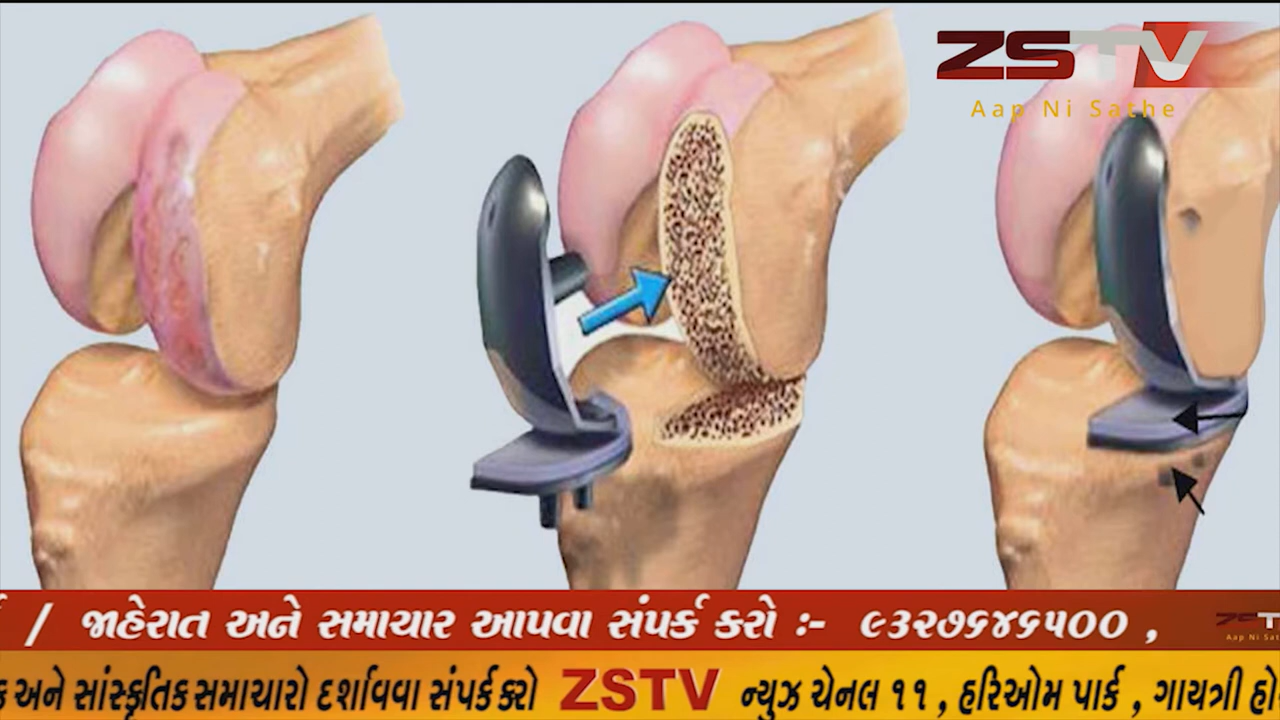 ZSTV
Aap Ni Sathe
/ જાહેરાત અને સમાચાર આપવા સંપર્ક કરો :- ૯૩૨૭૬૪૬૫૦૦ ,
અને સાંસ્કૃતિક સમાચારો દર્શાવવા સંપર્ક કરો ZSTV ન્યુઝ ચેનલ ૧૧ , હરિઓમ પાર્ક , ગાયત્રી